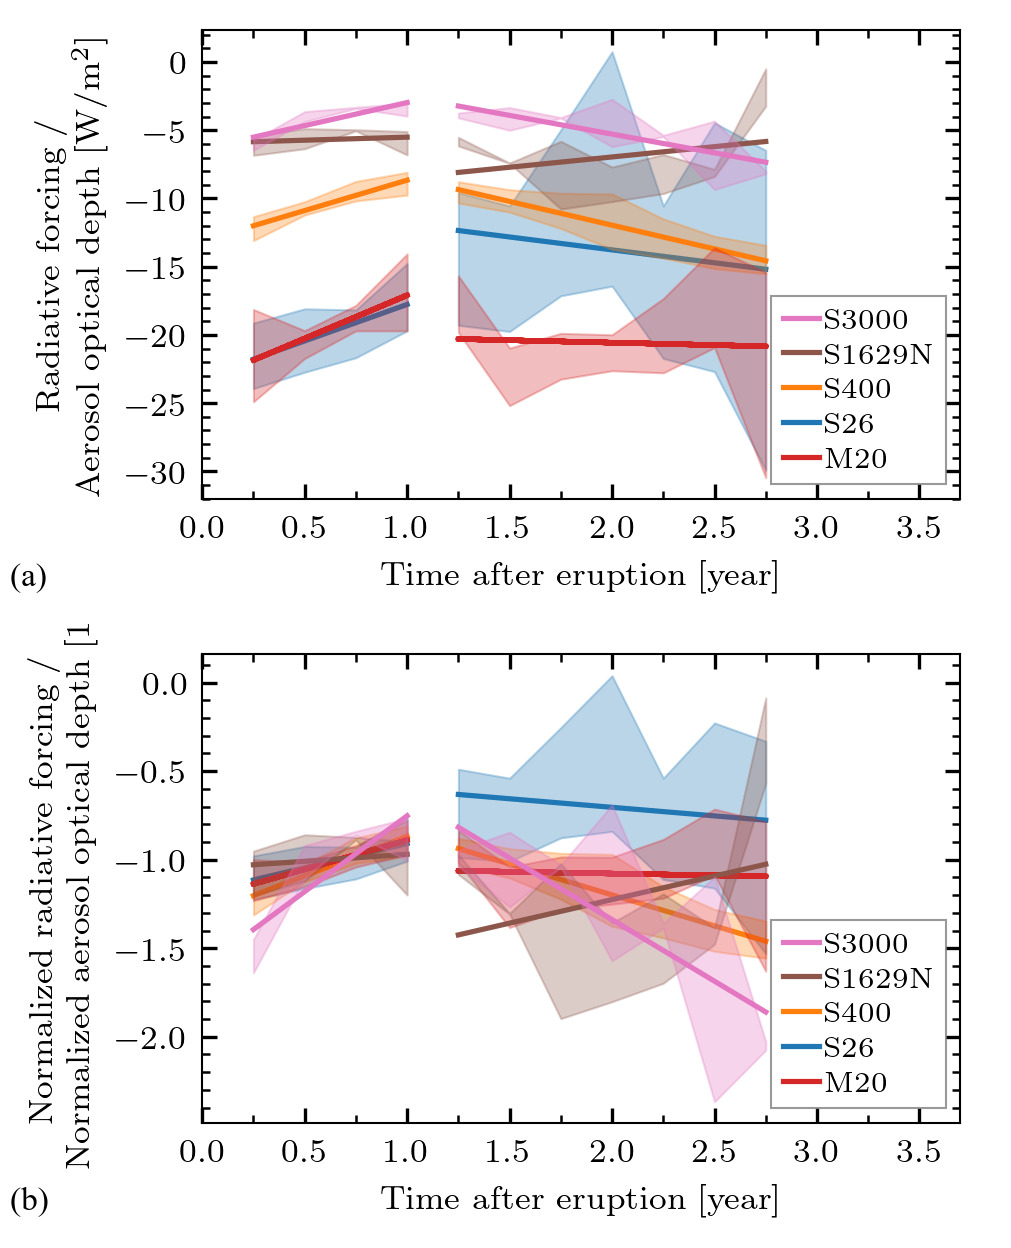 Radiative forcing /
Aerosol optical depth [W/m²]
0
−5
−10
−15
−20
−25
−30
S3000
S1629N
S400
S26
M20
0.0 0.5 1.0 1.5 2.0 2.5 3.0 3.5
Time after eruption [year]
(a)
Normalized radiative forcing /
Normalized aerosol optical depth [1
0.0
−0.5
−1.0
−1.5
−2.0
S3000
S1629N
S400
S26
M20
0.0 0.5 1.0 1.5 2.0 2.5 3.0 3.5
Time after eruption [year]
(b)